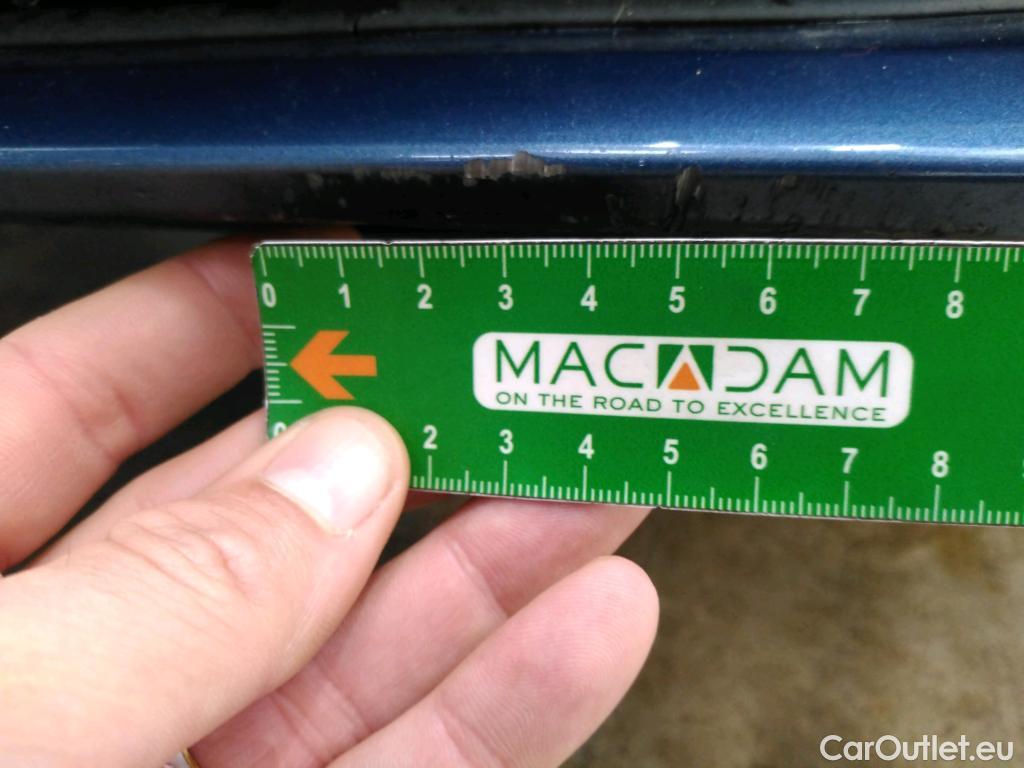 0 1 2 3 4 5 6 7 8
MACADAM
ON THE ROAD TO EXCELLENCE
2 3 4 5 6 7 8
CarOutlet.eu